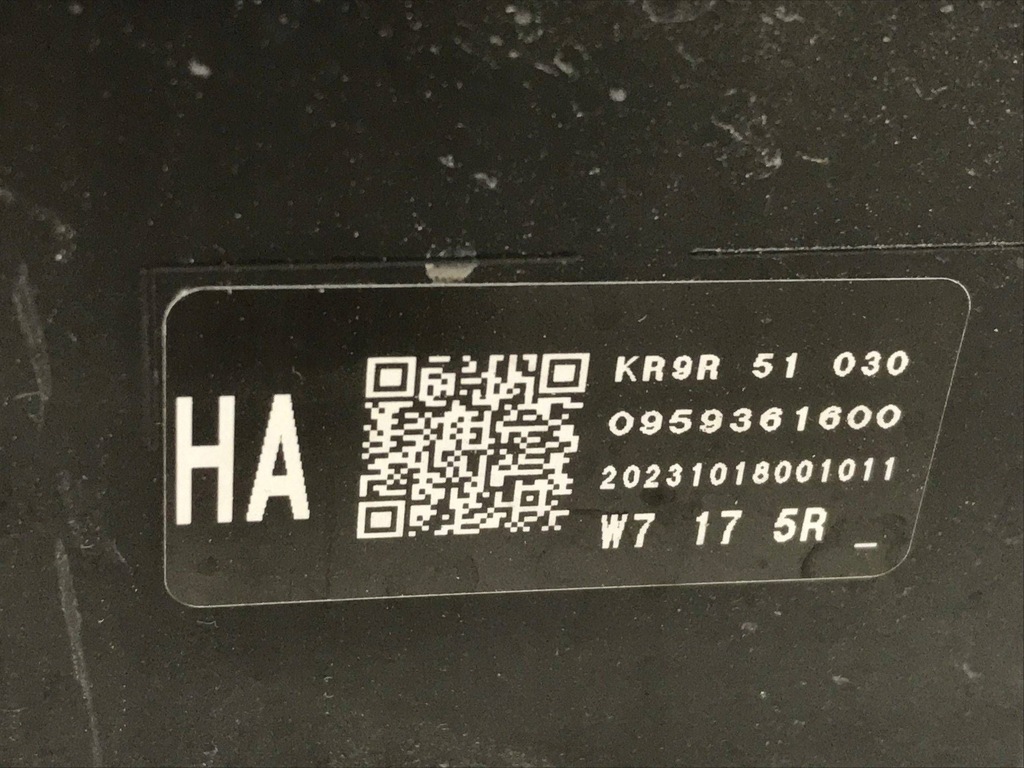 HA
KR9R 51 030
0959361600
20231018001011
W7 17 5R _